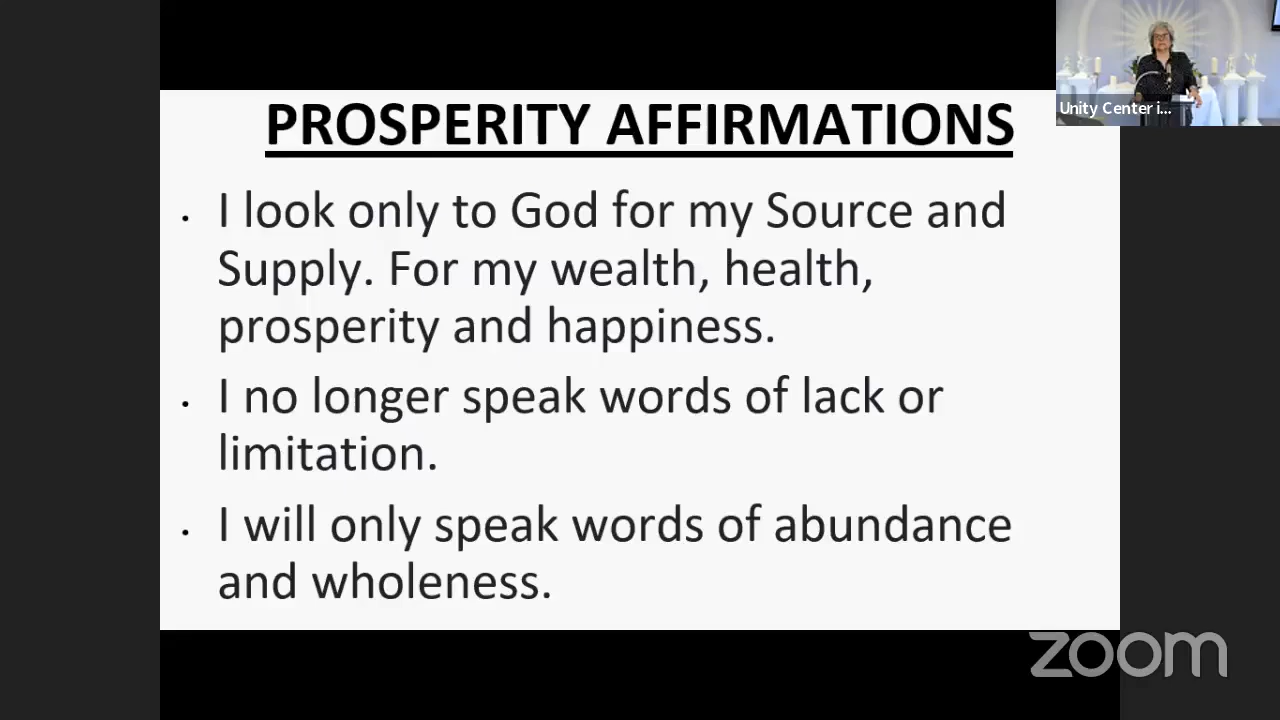 PROSPERITY AFFIRMATIONS
• I look only to God for my Source and
Supply. For my wealth, health,
prosperity and happiness.
• I no longer speak words of lack or
limitation.
• I will only speak words of abundance
and wholeness.
Unity Center i...
zoom